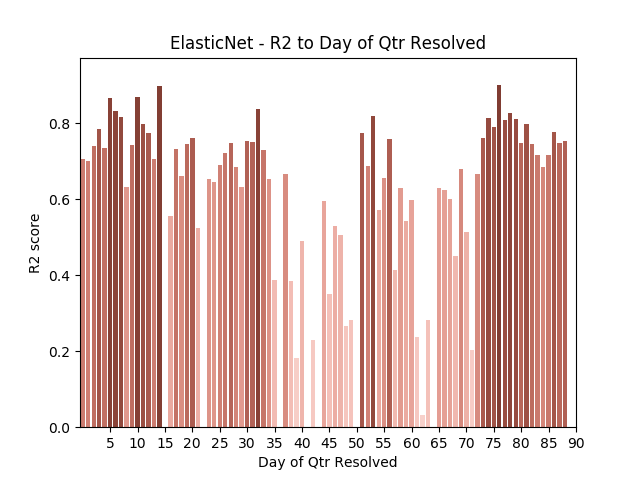 ElasticNet - R2 to Day of Qtr Resolved
R2 score
0.8
0.6
0.4
0.2
0.0
5 10 15 20 25 30 35 40 45 50 55 60 65 70 75 80 85 90
Day of Qtr Resolved